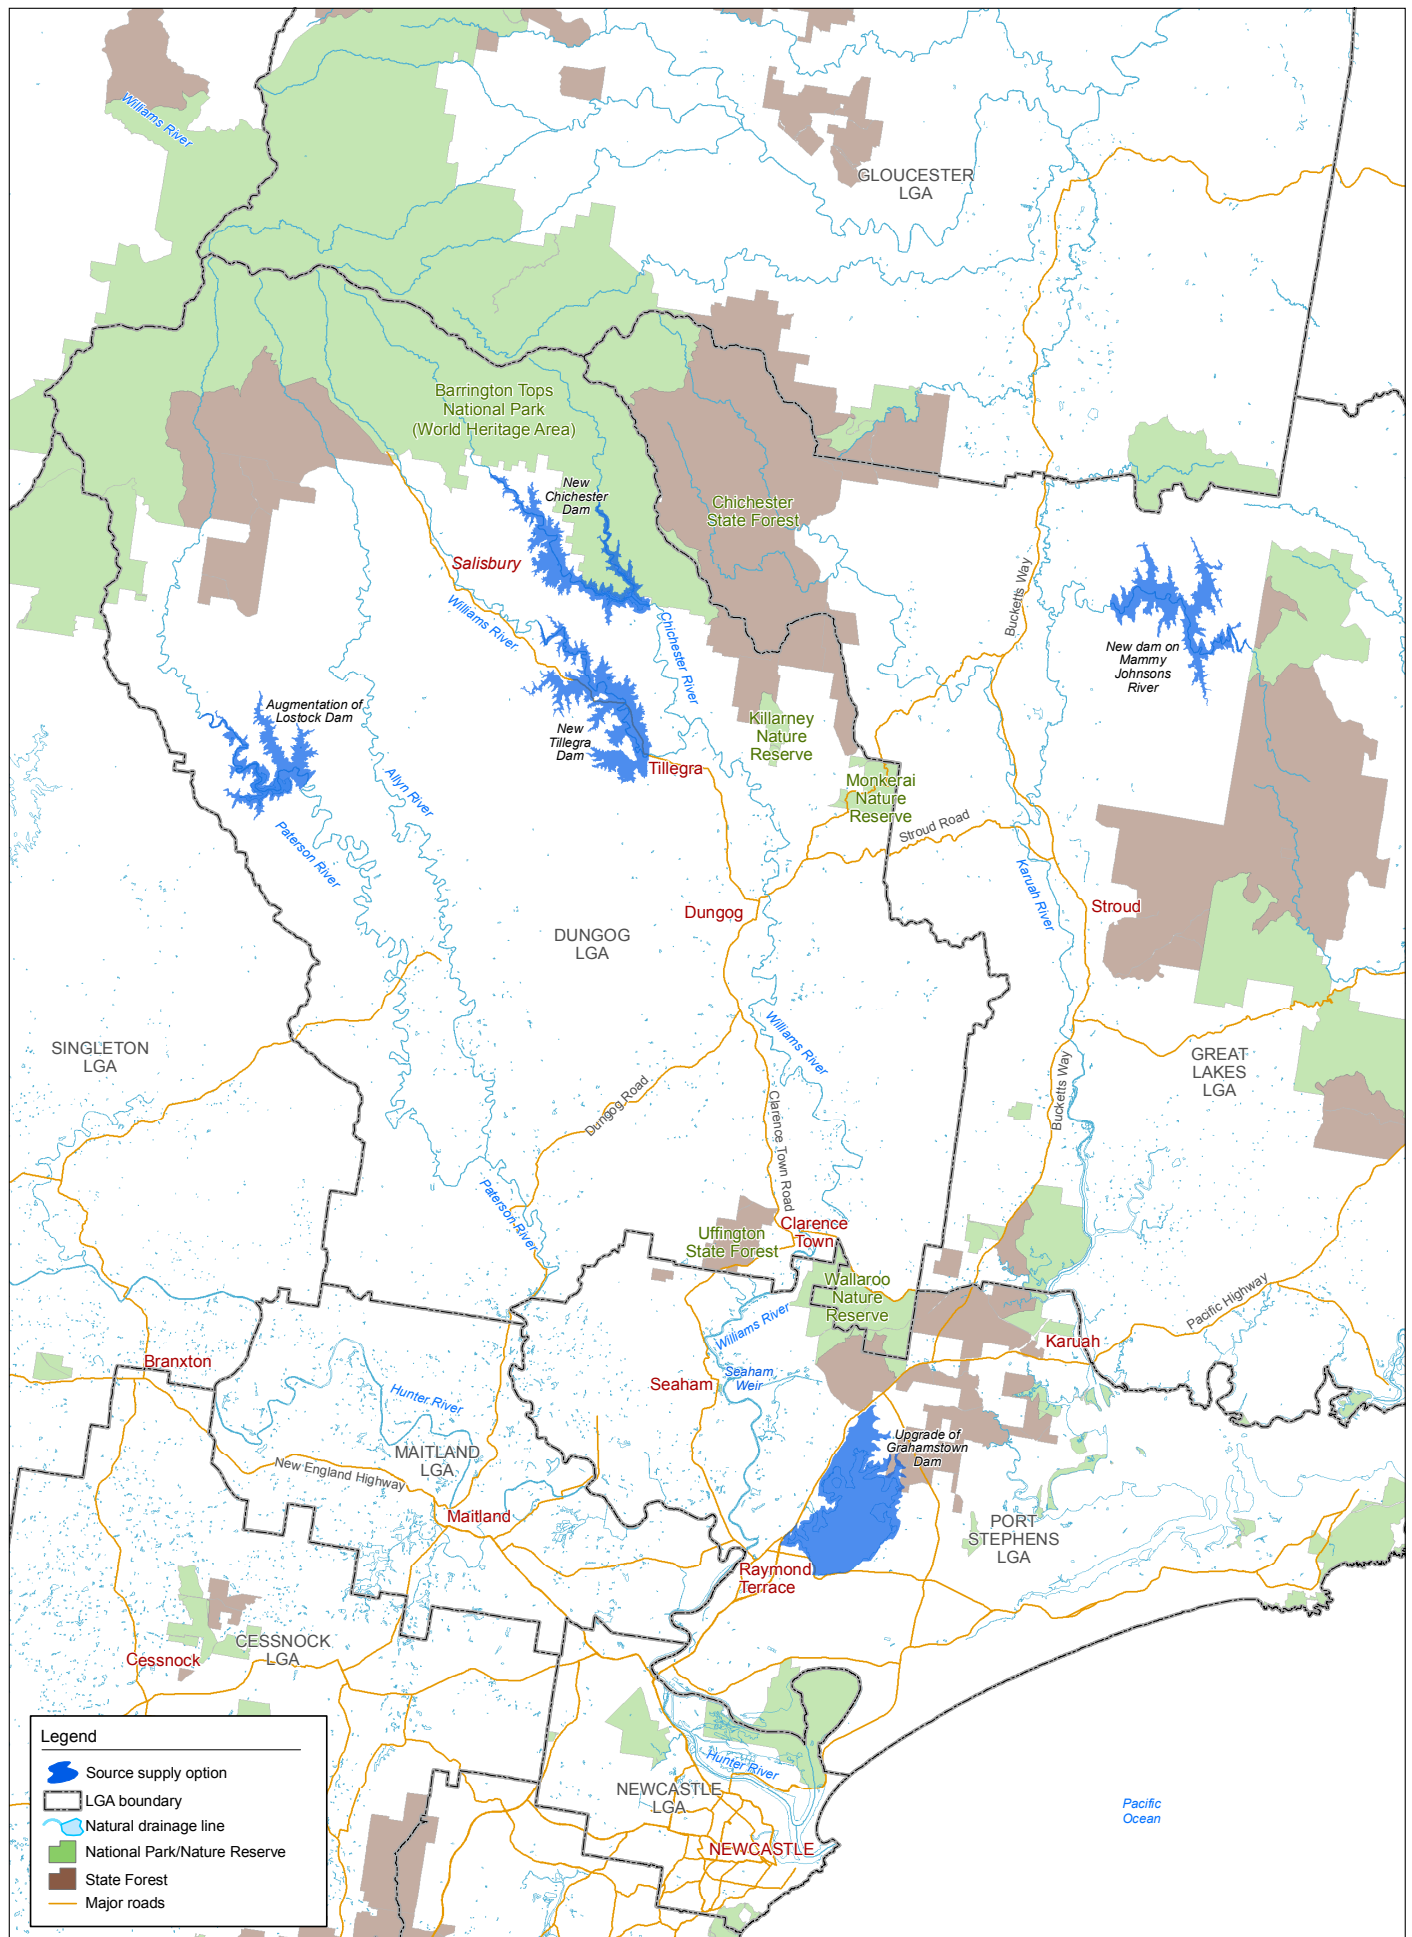 Williams River
GLOUCESTER
LGA
Barrington Tops
National Park
(World Heritage Area)
New
Chichester
Dam
Chichester
State Forest
Salisbury
Bucketts Way
Williams River
Chichester River
New dam on
Mammy
Johnsons
River
Augmentation of
Lostock Dam
New
Tillegra
Dam
Killarney
Nature
Reserve
Tillegra
Allyn River
Monkerai
Nature
Reserve
Stroud Road
Paterson River
Karuah River
Dungog
Stroud
DUNGOG
LGA
Williams River
SINGLETON
LGA
GREAT
LAKES
LGA
Bucketts Way
Dungog Road
Clarence Town Road
Paterson River
Uffington
State Forest
Clarence
Town
Wallaroo
Nature
Reserve
Pacific Highway
Williams River
Karuah
Branxton
Seaham
Weir
Seaham
Hunter River
Upgrade of
Grahamstown
Dam
MAITLAND
LGA
New England Highway
Maitland
PORT
STEPHENS
LGA
Raymond
Terrace
CESSNOCK
LGA
Cessnock
Hunter River
NEWCASTLE
LGA
Pacific
Ocean
NEWCASTLE
Legend
Source supply option
LGA boundary
Natural drainage line
National Park/Nature Reserve
State Forest
Major roads